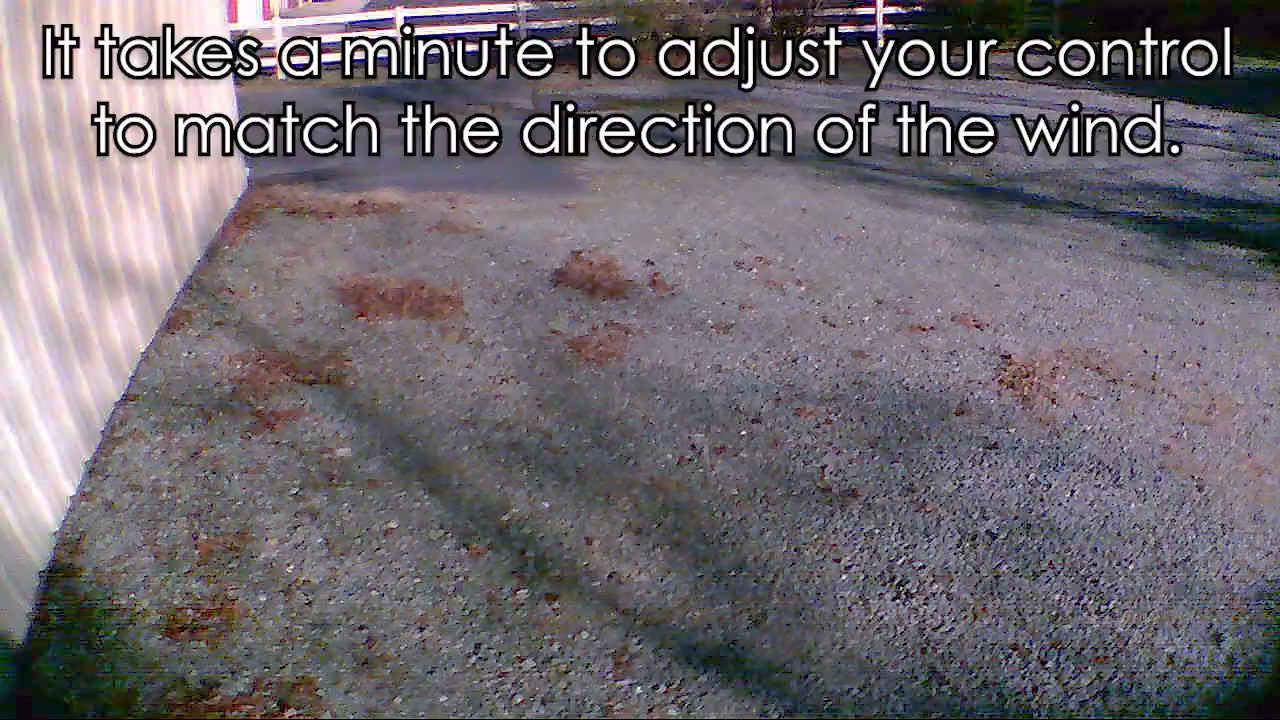 It takes a minute to adjust your control
to match the direction of the wind.